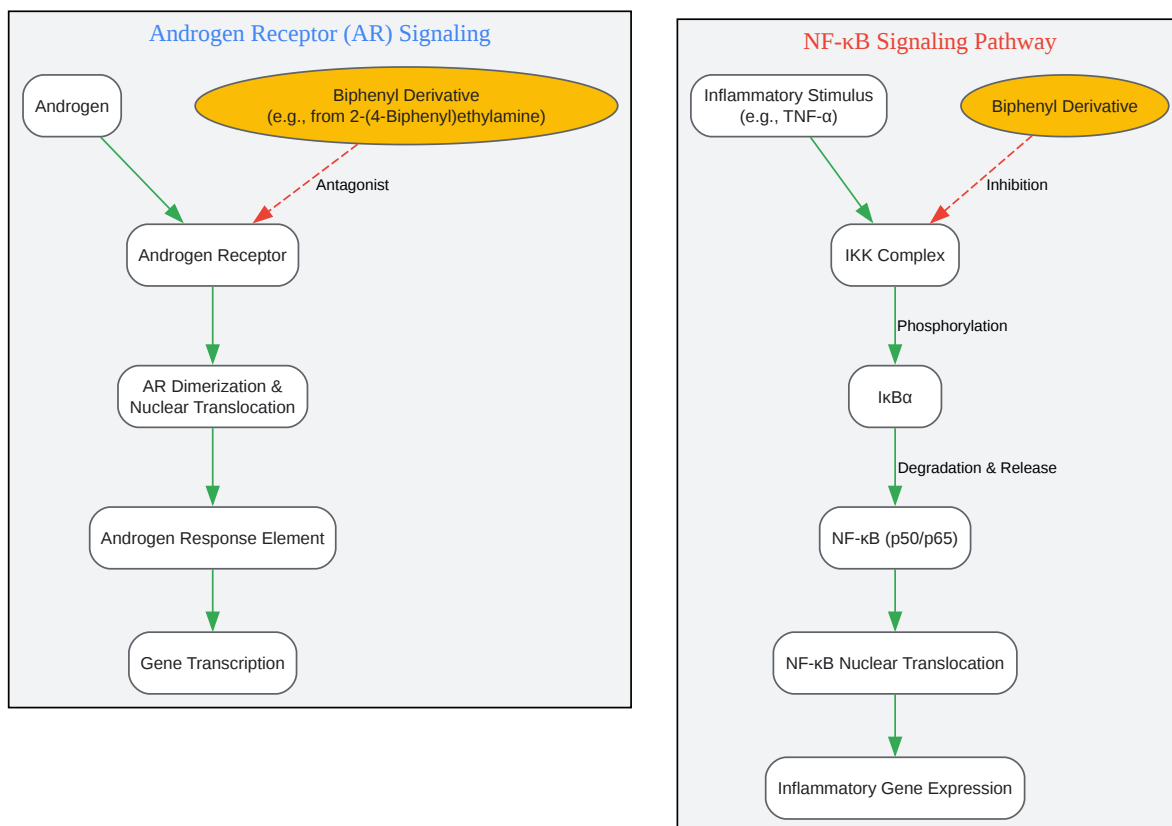 Androgen Receptor (AR) Signaling
Androgen
Biphenyl Derivative
(e.g., from 2-(4-Biphenyl)ethylamine)
Antagonist
Androgen Receptor
AR Dimerization &
Nuclear Translocation
Androgen Response Element
Gene Transcription
NF-κB Signaling Pathway
Inflammatory Stimulus
(e.g., TNF-α)
Biphenyl Derivative
Inhibition
IKK Complex
Phosphorylation
IκBα
Degradation & Release
NF-κB (p50/p65)
NF-κB Nuclear Translocation
Inflammatory Gene Expression